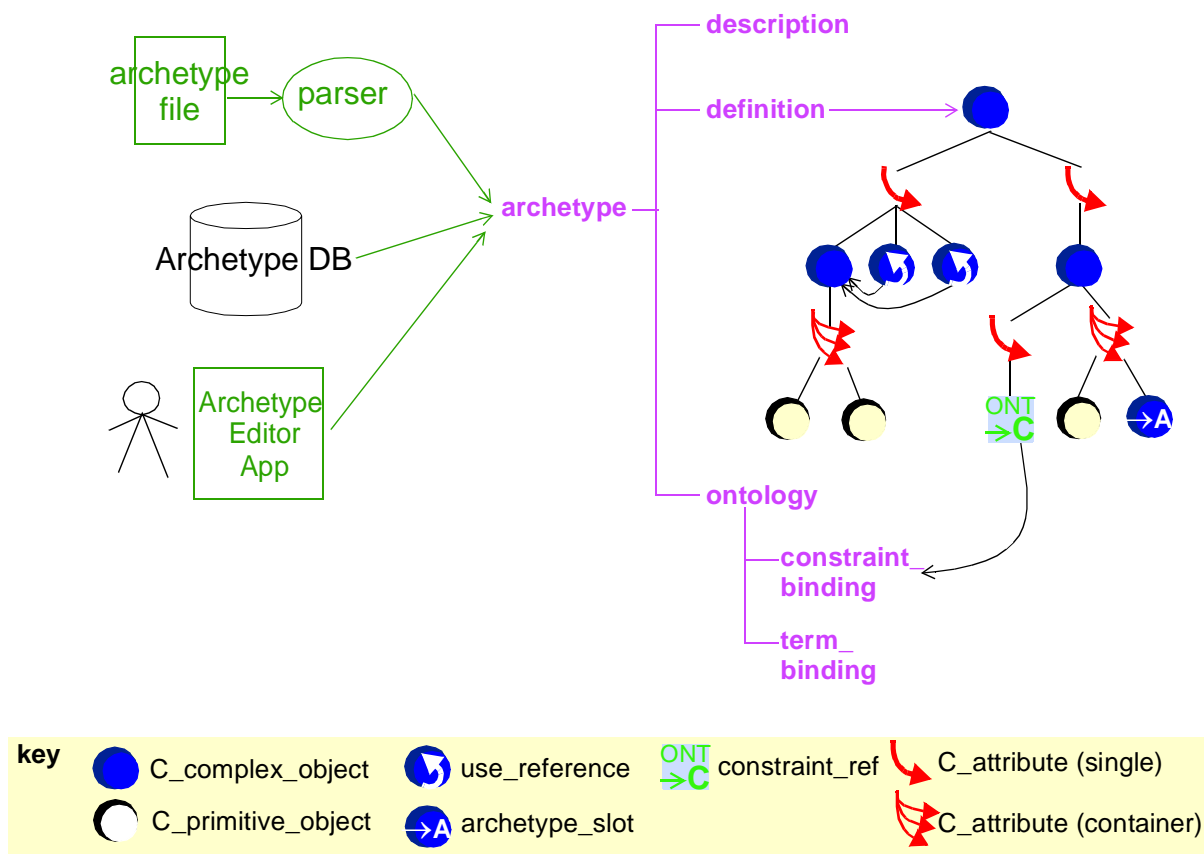 description
archetype
file
parser
definition
archetype
Archetype DB
Archetype
Editor
App
ONT
→C
→A
ontology
constraint_
binding
term_
binding
key
C_complex_object
use_reference
ONT
→C
constraint_ref
C_attribute (single)
C_primitive_object
→A
archetype_slot
C_attribute (container)